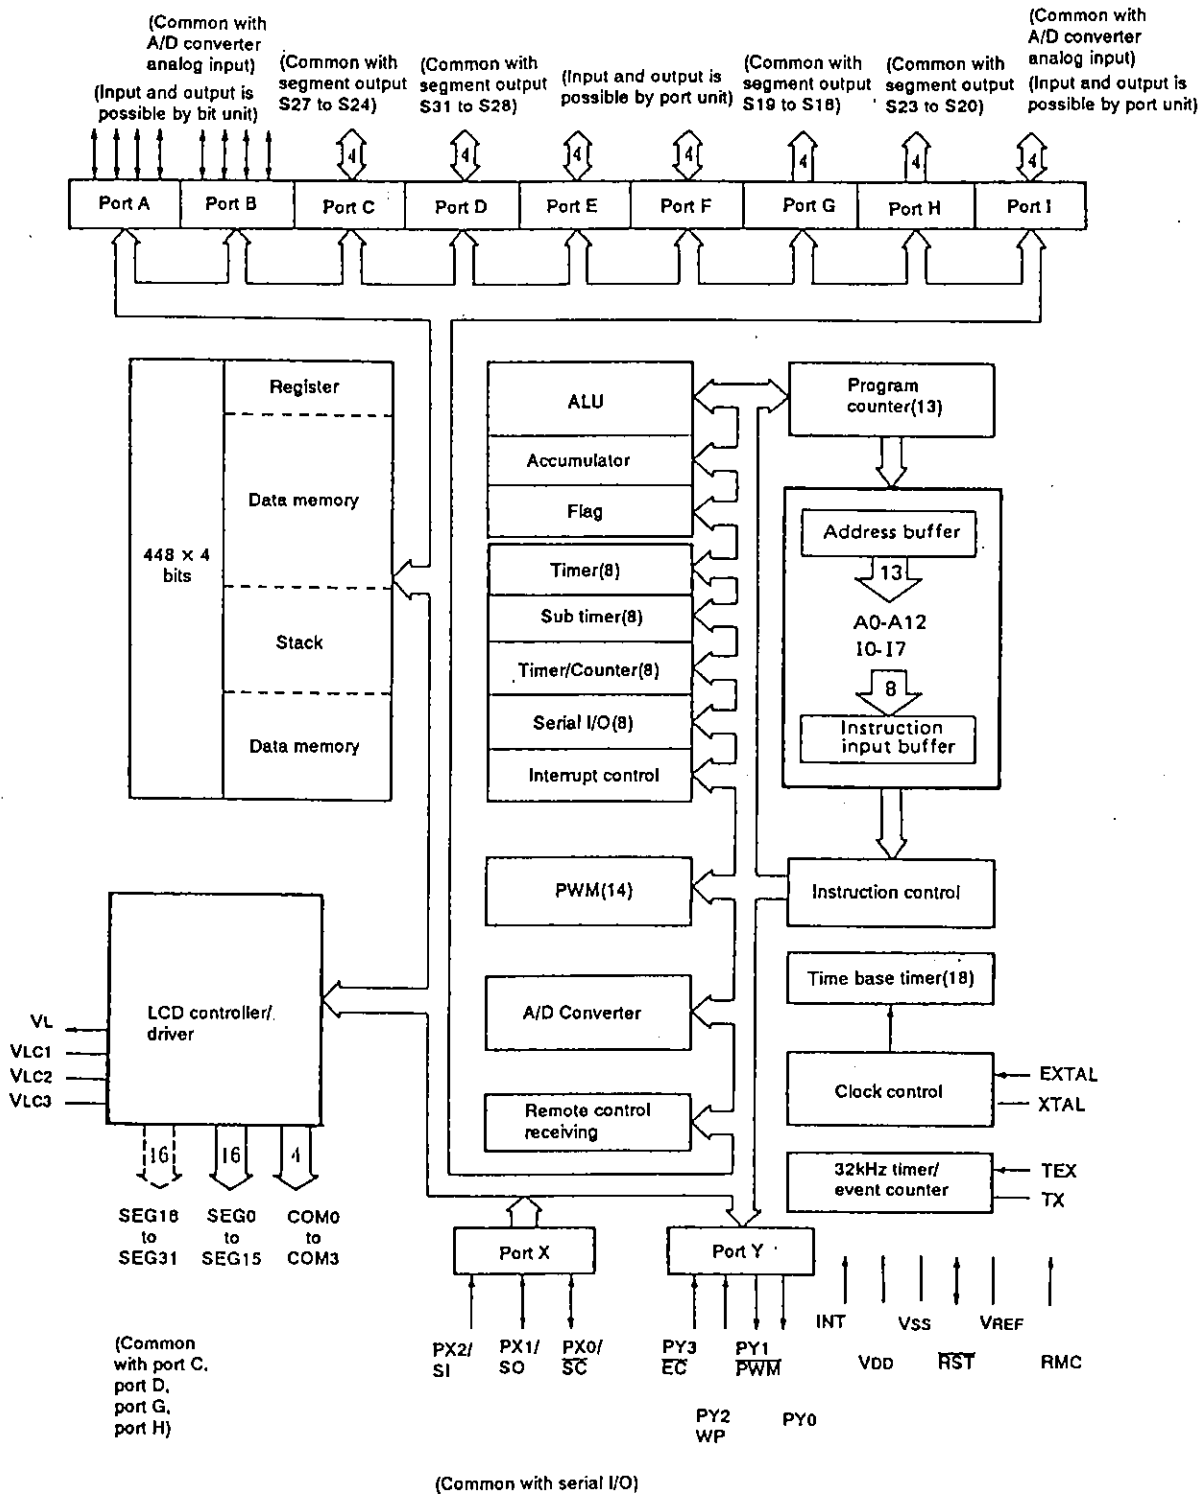 (Common with
A/D converter
analog input)
(Input and output is
possible by bit unit)
(Common with
segment output
S27 to S24)
(Common with
segment output
S31 to S28)
(Input and output is
possible by port unit)
(Common with
segment output
S19 to S16)
(Common with
segment output
S23 to S20)
(Common with
A/D converter
analog input)
(Input and output is
possible by port unit)
4 4 4 4 4 4 4
Port A Port B Port C Port D Port E Port F Port G Port H Port I
448 × 4
bits
Register
Data memory
Stack
Data memory
ALU
Accumulator
Flag
Timer(8)
Sub timer(8)
Timer/Counter(8)
Serial I/O(8)
Interrupt control
PWM(14)
A/D Converter
Remote control
receiving
Program
counter(13)
Address buffer
13
A0-A12
I0-I7
8
Instruction
input buffer
Instruction control
Time base timer(18)
Clock control
EXTAL
XTAL
32kHz timer/
event counter
TEX
TX
LCD controller/
driver
VL
VLC1
VLC2
VLC3
16 16 4
SEG16
to
SEG31
SEG0
to
SEG15
COM0
to
COM3
(Common
with port C,
port D,
port G,
port H)
Port X
PX2/
SI
PX1/
SO
PX0/
SC
Port Y
PY3
EC
PY2
WP
PY1
PWM
PY0
INT
VDD
VSS
RST
VREF
RMC
(Common with serial I/O)